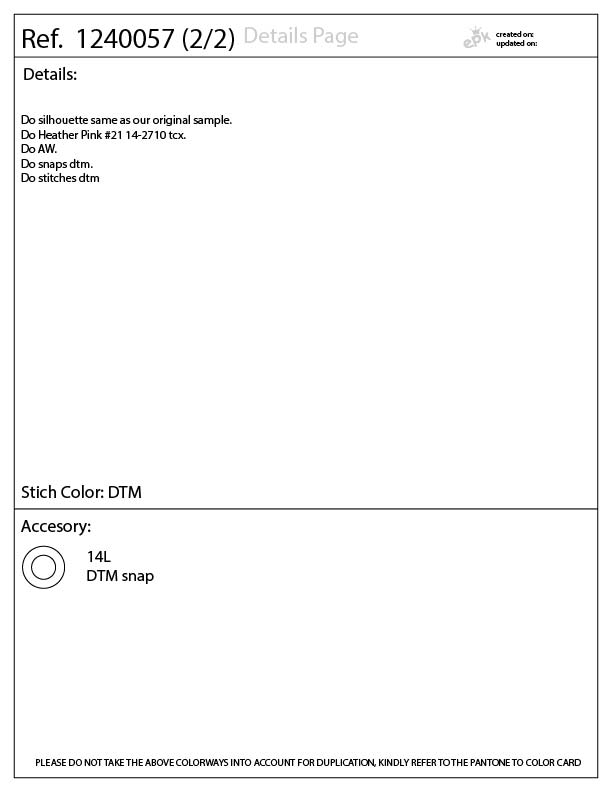 Ref. 1240057 (2/2) Details Page
epk
created on:
updated on:
Details:
Do silhouette same as our original sample.
Do Heather Pink #21 14-2710 tcx.
Do AW.
Do snaps dtm.
Do stitches dtm
Stich Color: DTM
Accesory:
14L
DTM snap
PLEASE DO NOT TAKE THE ABOVE COLORWAYS INTO ACCOUNT FOR DUPLICATION, KINDLY REFER TO THE PANTONE TO COLOR CARD